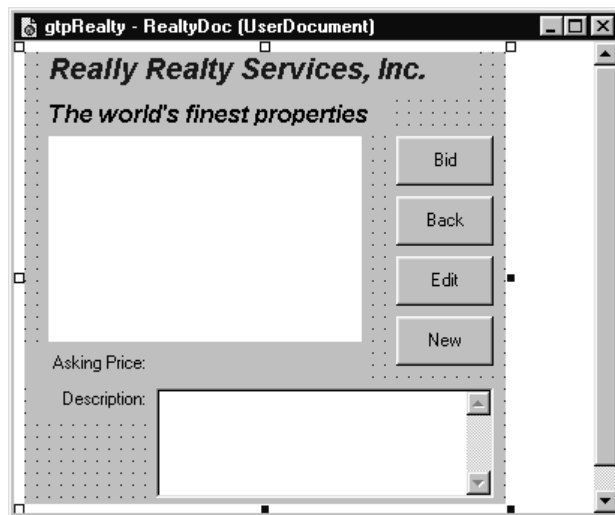 gtpRealty - RealtyDoc (UserDocument)
Really Realty Services, Inc.
The world's finest properties
Bid
Back
Edit
New
Asking Price:
Description: